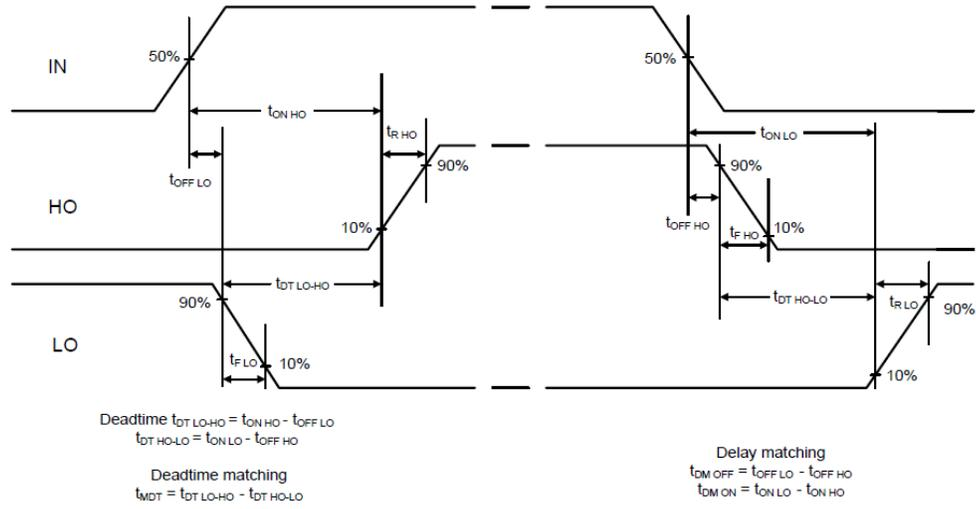 IN
50%
50%
tON HO
tON LO
tR HO
tOFF LO
90%
90%
HO
10%
tOFF HO
tF HO
10%
tDT LO-HO
tDT HO-LO
90%
tR LO
90%
LO
tF LO
10%
10%
Deadtime tDT LO-HO = tON HO - tOFF LO
tDT HO-LO = tON LO - tOFF HO
Deadtime matching
tMDT = tDT LO-HO - tDT HO-LO
Delay matching
tDM OFF = tOFF LO - tOFF HO
tDM ON = tON LO - tON HO